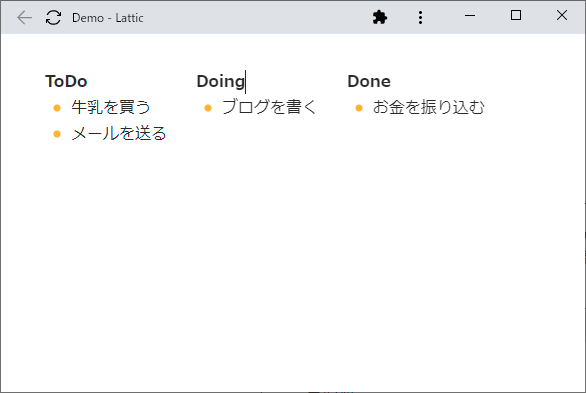 Demo - Lattic
ToDo
牛乳を買う
メールを送る
Doing
ブログを書く
Done
お金を振り込む